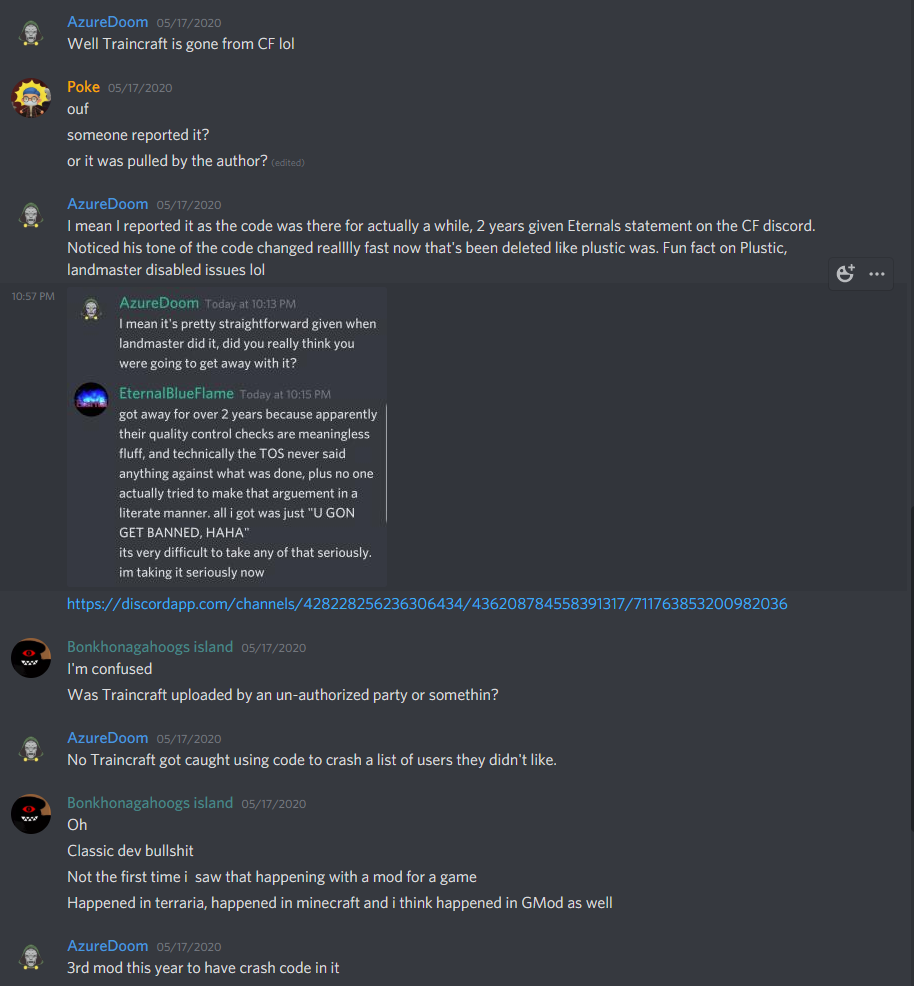 AzureDoom 05/17/2020
Well Traincraft is gone from CF lol
Poke 05/17/2020
ouf
someone reported it?
or it was pulled by the author? (edited)
AzureDoom 05/17/2020
I mean I reported it as the code was there for actually a while, 2 years given Eternals statement on the CF discord.
Noticed his tone of the code changed realllly fast now that's been deleted like plustic was. Fun fact on Plustic,
landmaster disabled issues lol
10:57 PM
AzureDoom Today at 10:13 PM
I mean it's pretty straightforward given when
landmaster did it, did you really think you
were going to get away with it?
EternalBlueFlame Today at 10:15 PM
got away for over 2 years because apparently
their quality control checks are meaningless
fluff, and technically the TOS never said
anything against what was done, plus no one
actually tried to make that arguement in a
literate manner. all i got was just "U GON
GET BANNED, HAHA"
its very difficult to take any of that seriously.
im taking it seriously now
https://discordapp.com/channels/428228256236306434/436208784558391317/711763853200982036
Bonkhonagahoogs island 05/17/2020
I'm confused
Was Traincraft uploaded by an un-authorized party or somethin?
AzureDoom 05/17/2020
No Traincraft got caught using code to crash a list of users they didn't like.
Bonkhonagahoogs island 05/17/2020
Oh
Classic dev bullshit
Not the first time i saw that happening with a mod for a game
Happened in terraria, happened in minecraft and i think happened in GMod as well
AzureDoom 05/17/2020
3rd mod this year to have crash code in it